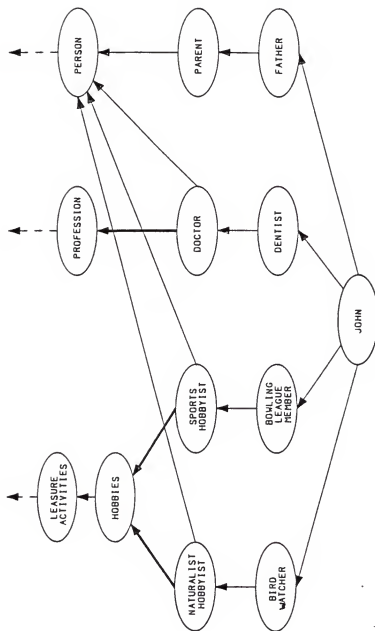 LEASURE
ACTIVITIES
PROFESSION
PERSON
HOBBIES
NATURALIST
HOBBYIST
SPORTS
HOBBYIST
DOCTOR
PARENT
BIRD
WATCHER
BOWLING
LEAGUE
MEMBER
DENTIST
FATHER
JOHN